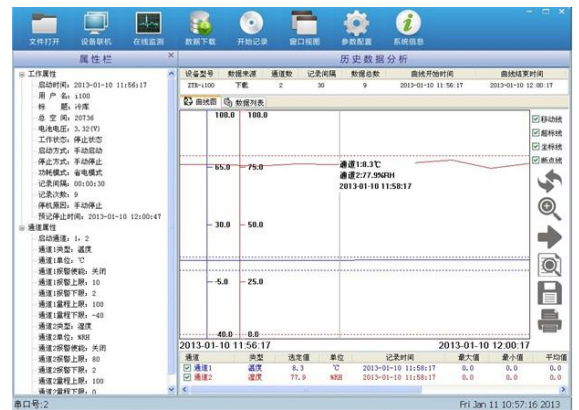 文件打开 设备联机 在线监测 数据下载 开始记录 窗口视图 参数配置 系统信息
属性栏
工作属性
启动时间: 2013-01-10 11:56:17
用 户 名: i100
标 题: 冷库
总 空 间: 20736
电池电压: 3.32(V)
工作状态: 停止状态
启动方式: 手动启动
停止方式: 手动停止
功耗模式: 省电模式
记录间隔: 00:00:30
记录次数: 9
停机原因: 手动停止
预记停止时间: 2013-01-10 12:00:47
通道属性
启动通道: 1, 2
通道1类型: 温度
通道1单位: ℃
通道1报警使能: 关闭
通道1报警上限: 10
通道1报警下限: 2
通道1量程上限: 100
通道1量程下限: -40
通道2类型: 湿度
通道2单位: %RH
通道2报警使能: 关闭
通道2报警上限: 80
通道2报警下限: 2
通道2量程上限: 100
通道2量程下限: 0
历史数据分析
设备型号 数据来源 通道数 记录间隔 数据总数 曲线开始时间 曲线结束时间
ZTR-i100 下载 2 30 9 2013-01-10 11:56:17 2013-01-10 12:00:17
曲线图 数据列表
100.0 100.0
65.0 75.0
30.0 50.0
-5.0 25.0
-40.0 0.0
通道1:8.3℃
通道2:77.9%RH
2013-01-10 11:58:17
移动线
超标线
坐标线
断点线
2013-01-10 11:56:17 2013-01-10 12:00:17
通道 类型 选定值 单位 记录时间 最大值 最小值 平均值
通道1 温度 8.3 ℃ 2013-01-10 11:58:17 0.0 0.0 0.0
通道2 湿度 77.9 %RH 2013-01-10 11:58:17 0.0 0.0 0.0
串口号:2
Fri Jan 11 10:57:16 2013